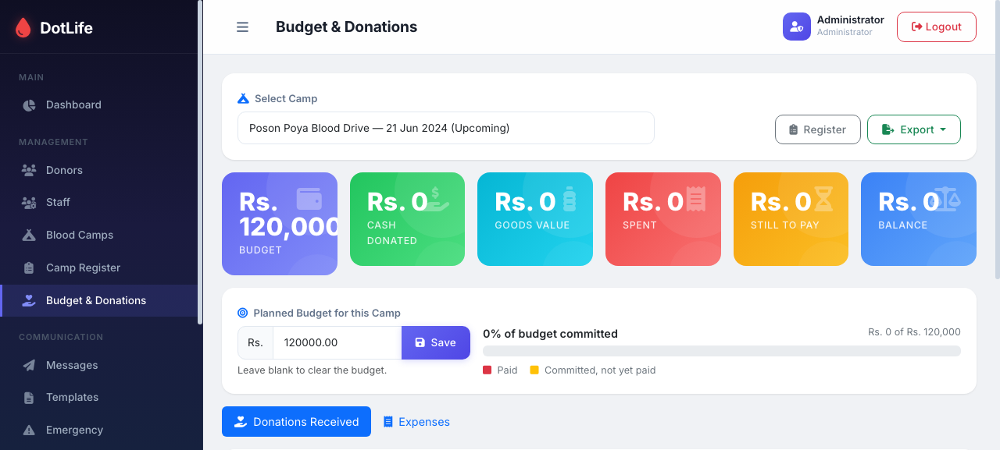 DotLife
Budget & Donations
Administrator
Administrator
Logout
MAIN
Dashboard
MANAGEMENT
Donors
Staff
Blood Camps
Camp Register
Budget & Donations
COMMUNICATION
Messages
Templates
Emergency
Select Camp
Poson Poya Blood Drive — 21 Jun 2024 (Upcoming)
Register
Export
Rs.
120,000
BUDGET
Rs. 0
CASH
DONATED
Rs. 0
GOODS VALUE
Rs. 0
SPENT
Rs. 0
STILL TO PAY
Rs. 0
BALANCE
Planned Budget for this Camp
Rs. 120000.00 Save
Leave blank to clear the budget.
0% of budget committed
Rs. 0 of Rs. 120,000
Paid Committed, not yet paid
Donations Received
Expenses